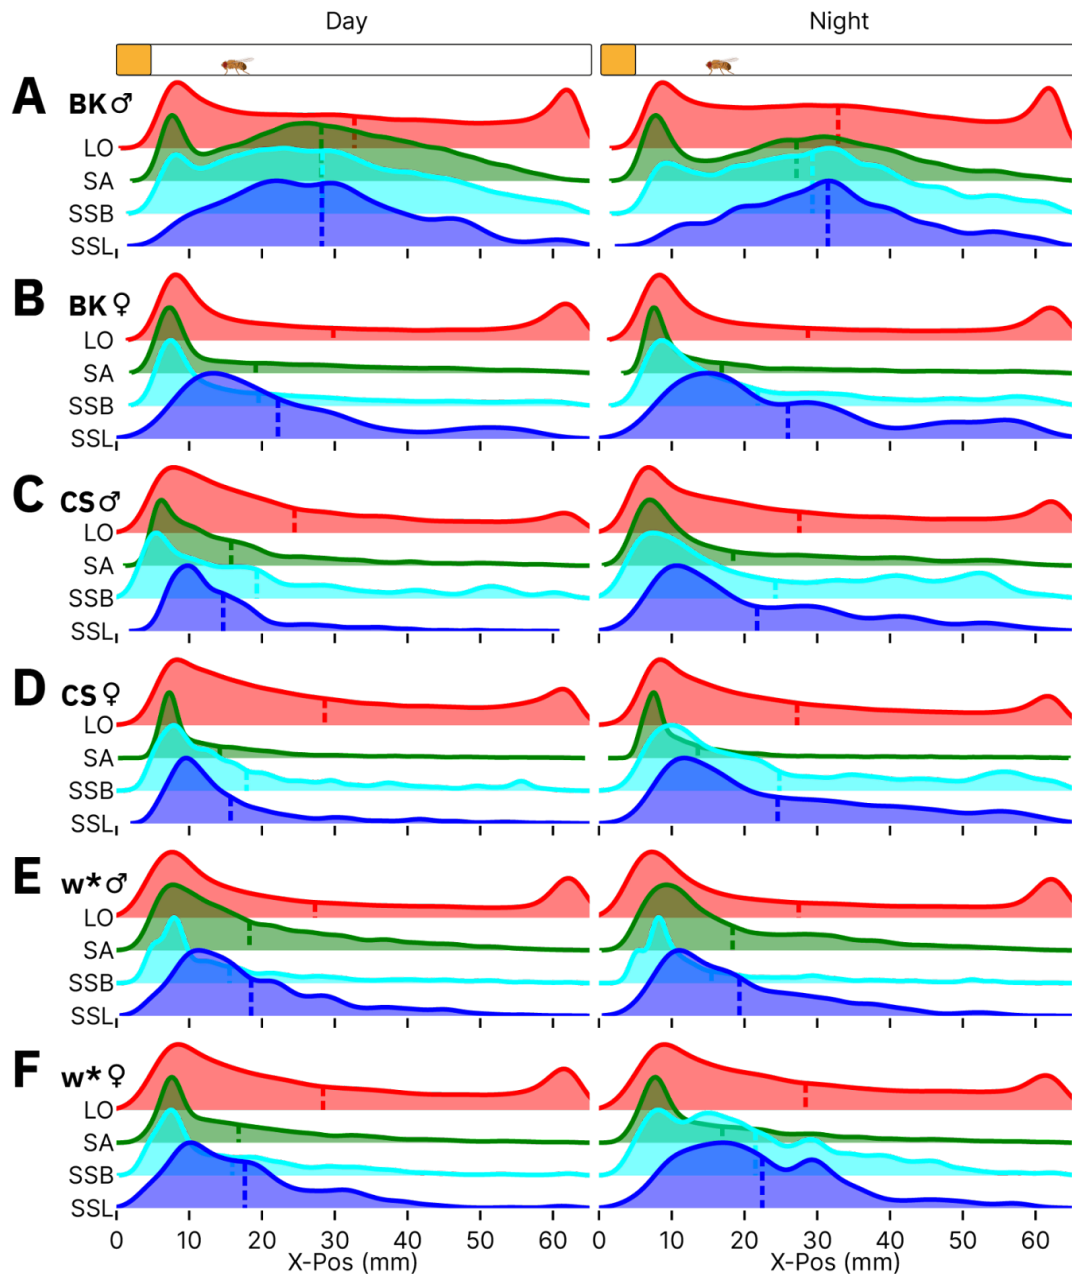 Day Night
A BK♂
LO
SA
SSB
SSL
B BK♀
LO
SA
SSB
SSL
C CS♂
LO
SA
SSB
SSL
D CS♀
LO
SA
SSB
SSL
E w*♂
LO
SA
SSB
SSL
F w*♀
LO
SA
SSB
SSL
0 10 20 30 40 50 60 0 10 20 30 40 50 60
X-Pos (mm) X-Pos (mm)